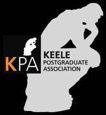 KPA
KEELE
POSTGRADUATE
ASSOCIATION